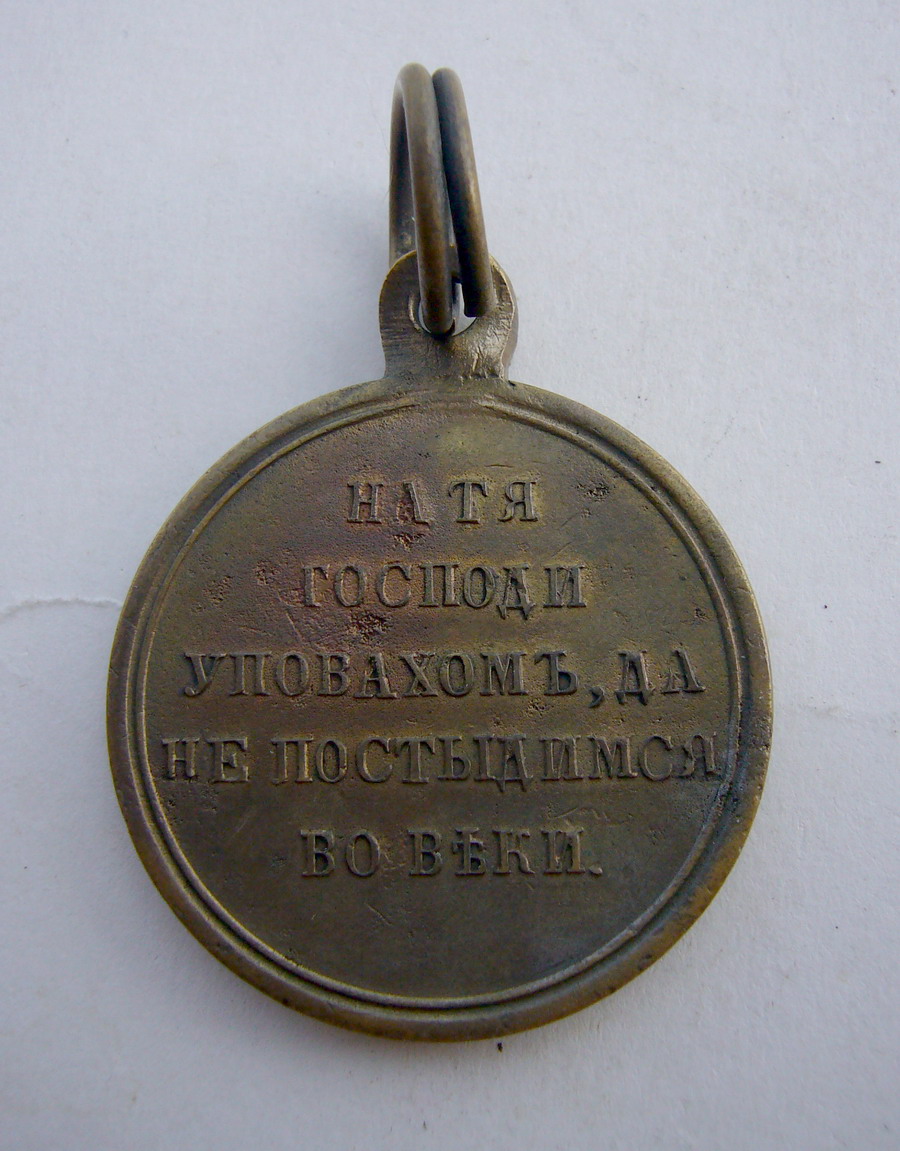 НА ТЯ
ГОСПОДИ
УПОВАХОМЪ, ДА
НЕ ПОСТЫДИМСЯ
ВО ВѢКИ.